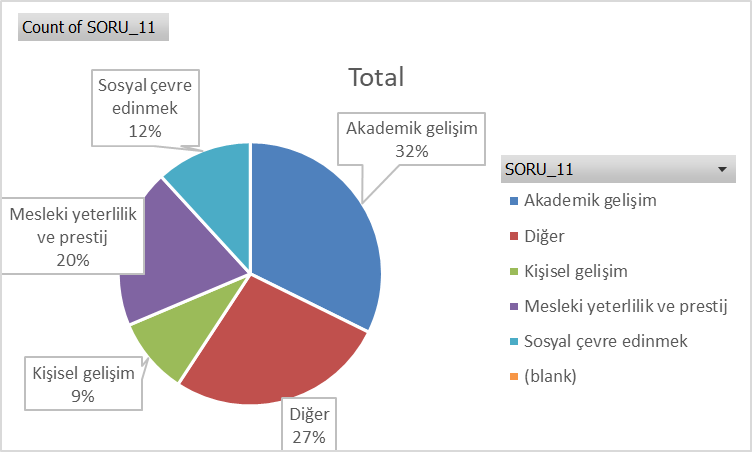 Count of SORU_11
Total
Sosyal çevre
edinmek
12%
Akademik gelişim
32%
Mesleki yeterlilik
ve prestij
20%
Kişisel gelişim
9%
Diğer
27%
SORU_11
Akademik gelişim
Diğer
Kişisel gelişim
Mesleki yeterlilik ve prestij
Sosyal çevre edinmek
(blank)